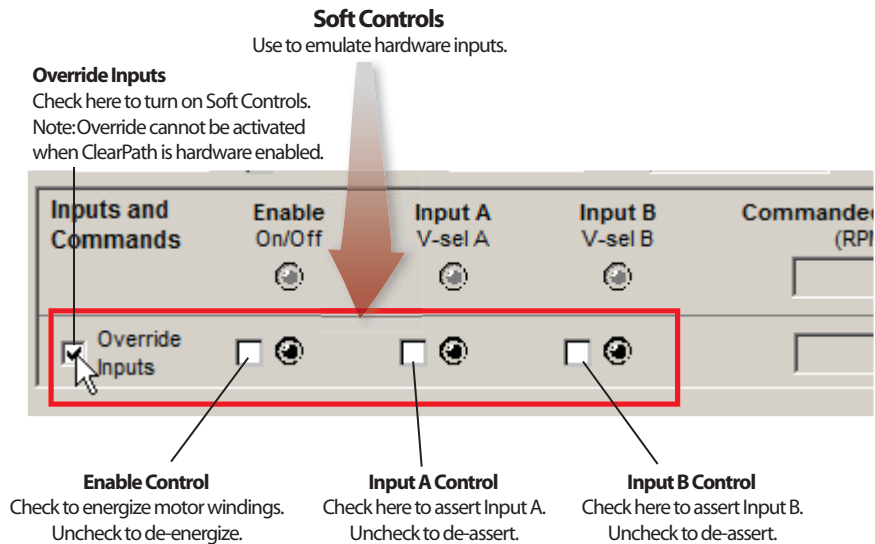 Soft Controls
Use to emulate hardware inputs.
Override Inputs
Check here to turn on Soft Controls.
Note: Override cannot be activated
when ClearPath is hardware enabled.
Inputs and
Commands
Enable
On/Off
Input A
V-sel A
Input B
V-sel B
Commanded
(RPM
Override
Inputs
Enable Control
Check to energize motor windings.
Uncheck to de-energize.
Input A Control
Check here to assert Input A.
Uncheck to de-assert.
Input B Control
Check here to assert Input B.
Uncheck to de-assert.